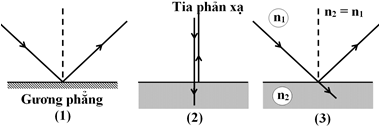 Tia phản xạ
n₁
n₂ = n₁
Gương phẳng
n₂
(1)
(2)
(3)